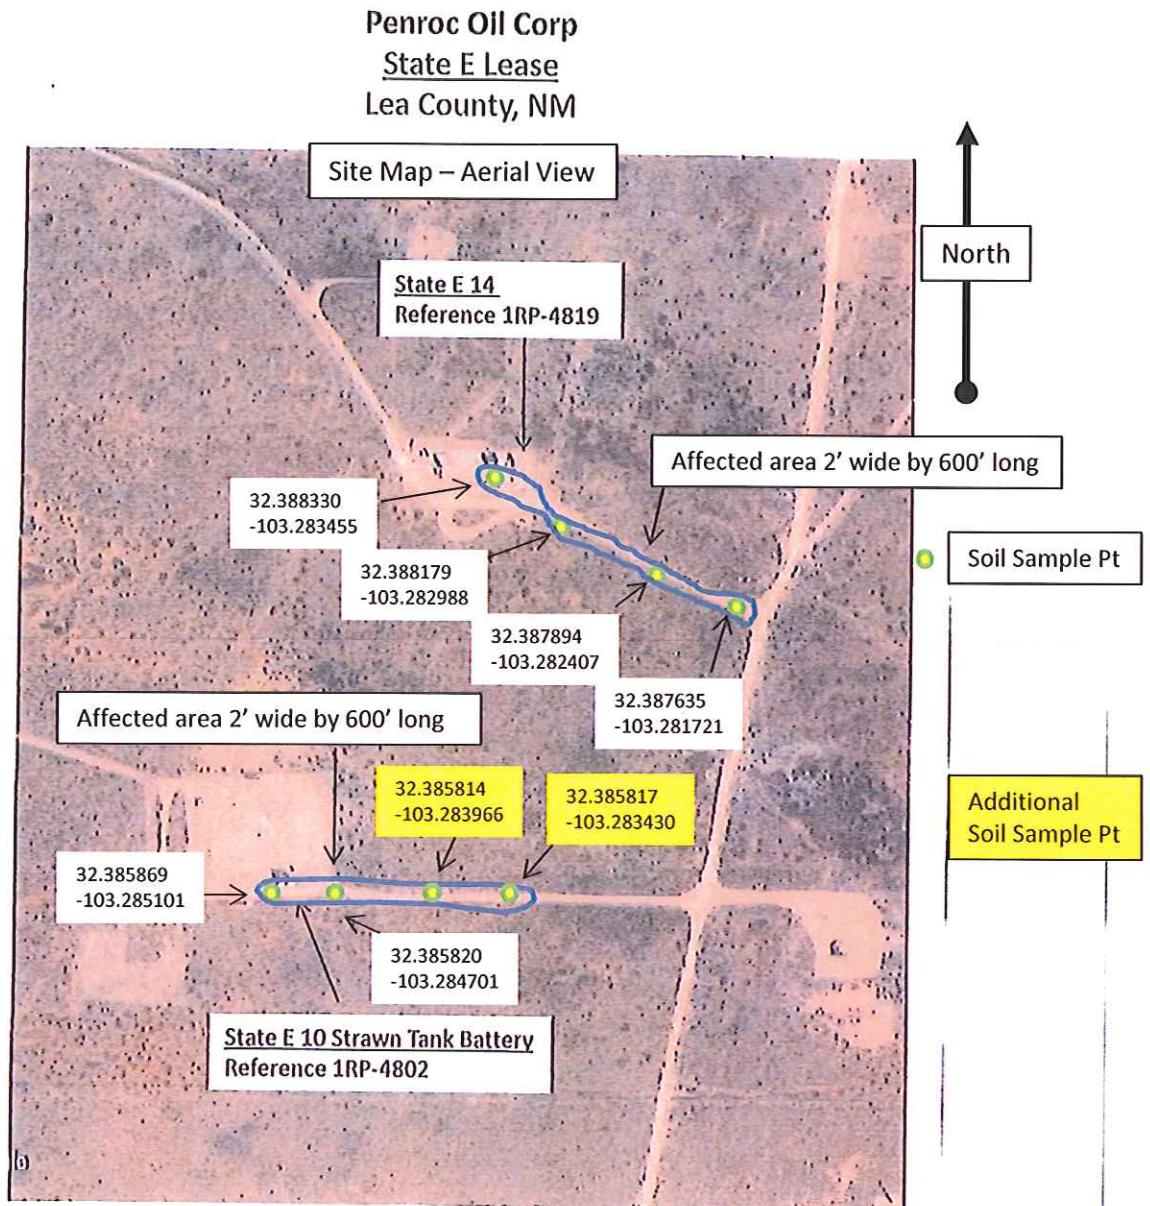 Penroc Oil Corp
State E Lease
Lea County, NM
Site Map – Aerial View
North
State E 14
Reference 1RP-4819
Affected area 2' wide by 600' long
32.388330
-103.283455
Soil Sample Pt
32.388179
-103.282988
32.387894
-103.282407
32.387635
-103.281721
Affected area 2' wide by 600' long
32.385814
-103.283966
32.385817
-103.283430
Additional
Soil Sample Pt
32.385869
-103.285101
32.385820
-103.284701
State E 10 Strawn Tank Battery
Reference 1RP-4802